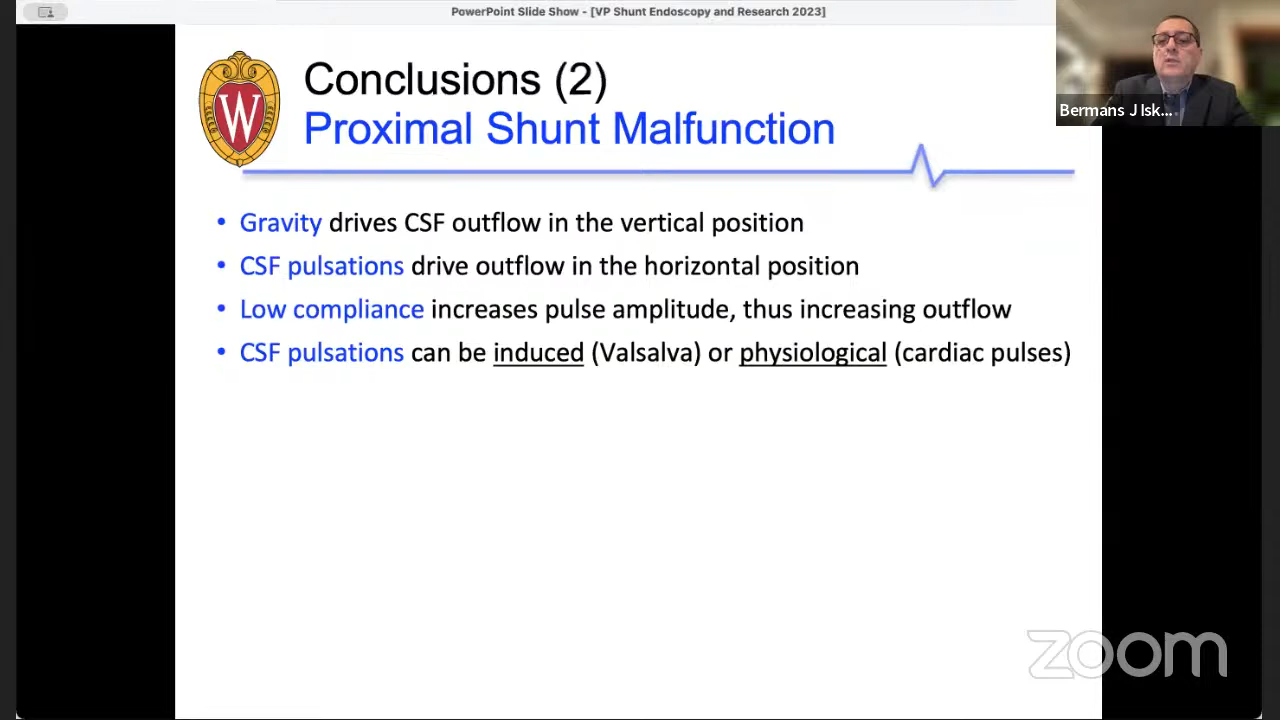 PowerPoint Slide Show - [VP Shunt Endoscopy and Research 2023]
W
Conclusions (2)
Proximal Shunt Malfunction
Bermans J Isk...
• Gravity drives CSF outflow in the vertical position
• CSF pulsations drive outflow in the horizontal position
• Low compliance increases pulse amplitude, thus increasing outflow
• CSF pulsations can be induced (Valsalva) or physiological (cardiac pulses)
zoom